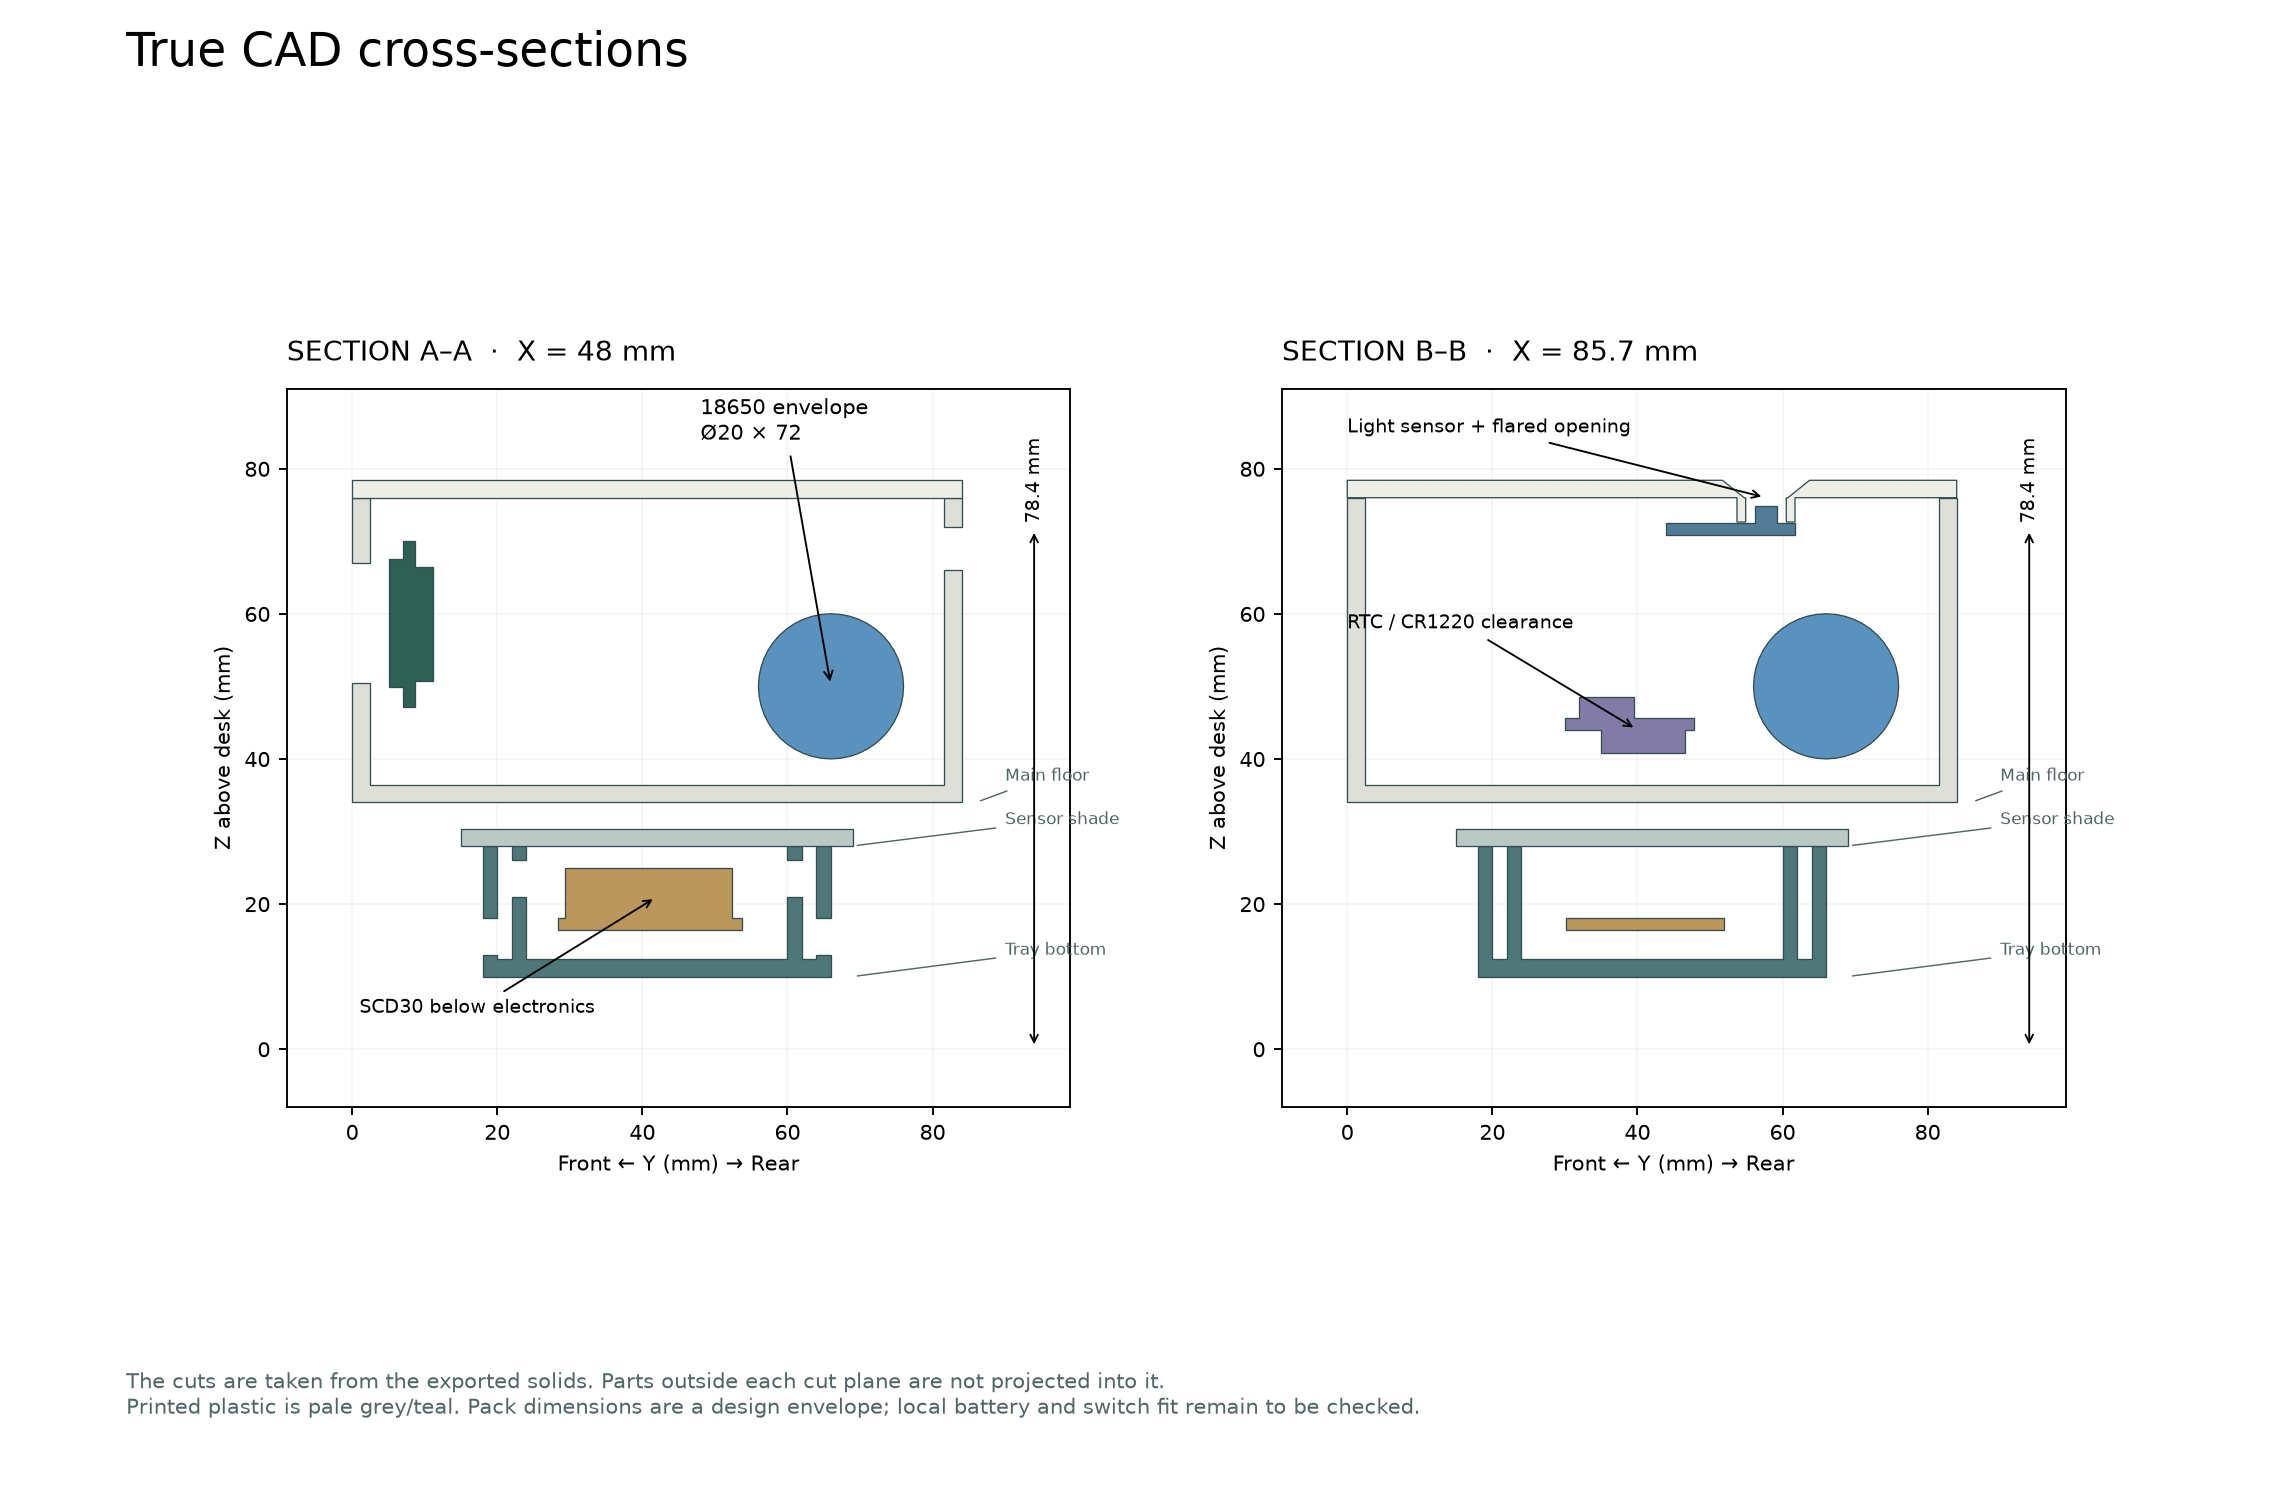 True CAD cross-sections
SECTION A–A · X = 48 mm
18650 envelope
Ø20 × 72
78.4 mm
80
60
40
20
0
Z above desk (mm)
Main floor
Sensor shade
Tray bottom
SCD30 below electronics
0 20 40 60 80
Front ← Y (mm) → Rear
SECTION B–B · X = 85.7 mm
Light sensor + flared opening
78.4 mm
80
60
40
20
0
Z above desk (mm)
RTC / CR1220 clearance
Main floor
Sensor shade
Tray bottom
0 20 40 60 80
Front ← Y (mm) → Rear
The cuts are taken from the exported solids. Parts outside each cut plane are not projected into it.
Printed plastic is pale grey/teal. Pack dimensions are a design envelope; local battery and switch fit remain to be checked.